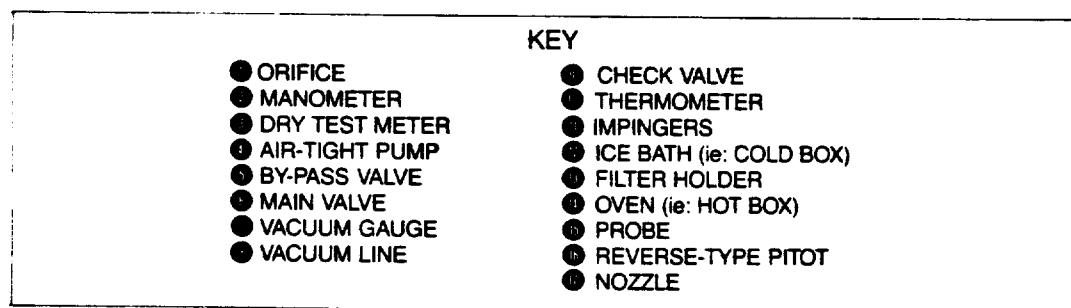 KEY
ORIFICE
MANOMETER
DRY TEST METER
AIR-TIGHT PUMP
BY-PASS VALVE
MAIN VALVE
VACUUM GAUGE
VACUUM LINE
CHECK VALVE
THERMOMETER
IMPINGERS
ICE BATH (ie: COLD BOX)
FILTER HOLDER
OVEN (ie: HOT BOX)
PROBE
REVERSE-TYPE PITOT
NOZZLE